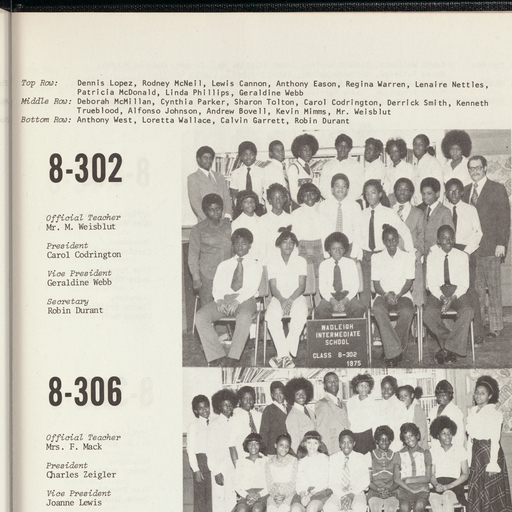 Top Row: Dennis Lopez, Rodney McNeil, Lewis Cannon, Anthony Eason, Regina Warren, Lenaire Nettles,
Patricia McDonald, Linda Phillips, Geraldine Webb
Middle Row: Deborah McMillan, Cynthia Parker, Sharon Tolton, Carol Codrington, Derrick Smith, Kenneth
Trueblood, Alfonso Johnson, Andrew Bovell, Kevin Mimms, Mr. Weisblut
Bottom Row: Anthony West, Loretta Wallace, Calvin Garrett, Robin Durant
8-302
Official Teacher
Mr. M. Weisblut
President
Carol Codrington
Vice President
Geraldine Webb
Secretary
Robin Durant
WADLEIGH
INTERMEDIATE
SCHOOL
CLASS 8-302
1975
8-306
Official Teacher
Mrs. F. Mack
President
Charles Zeigler
Vice President
Joanne Lewis